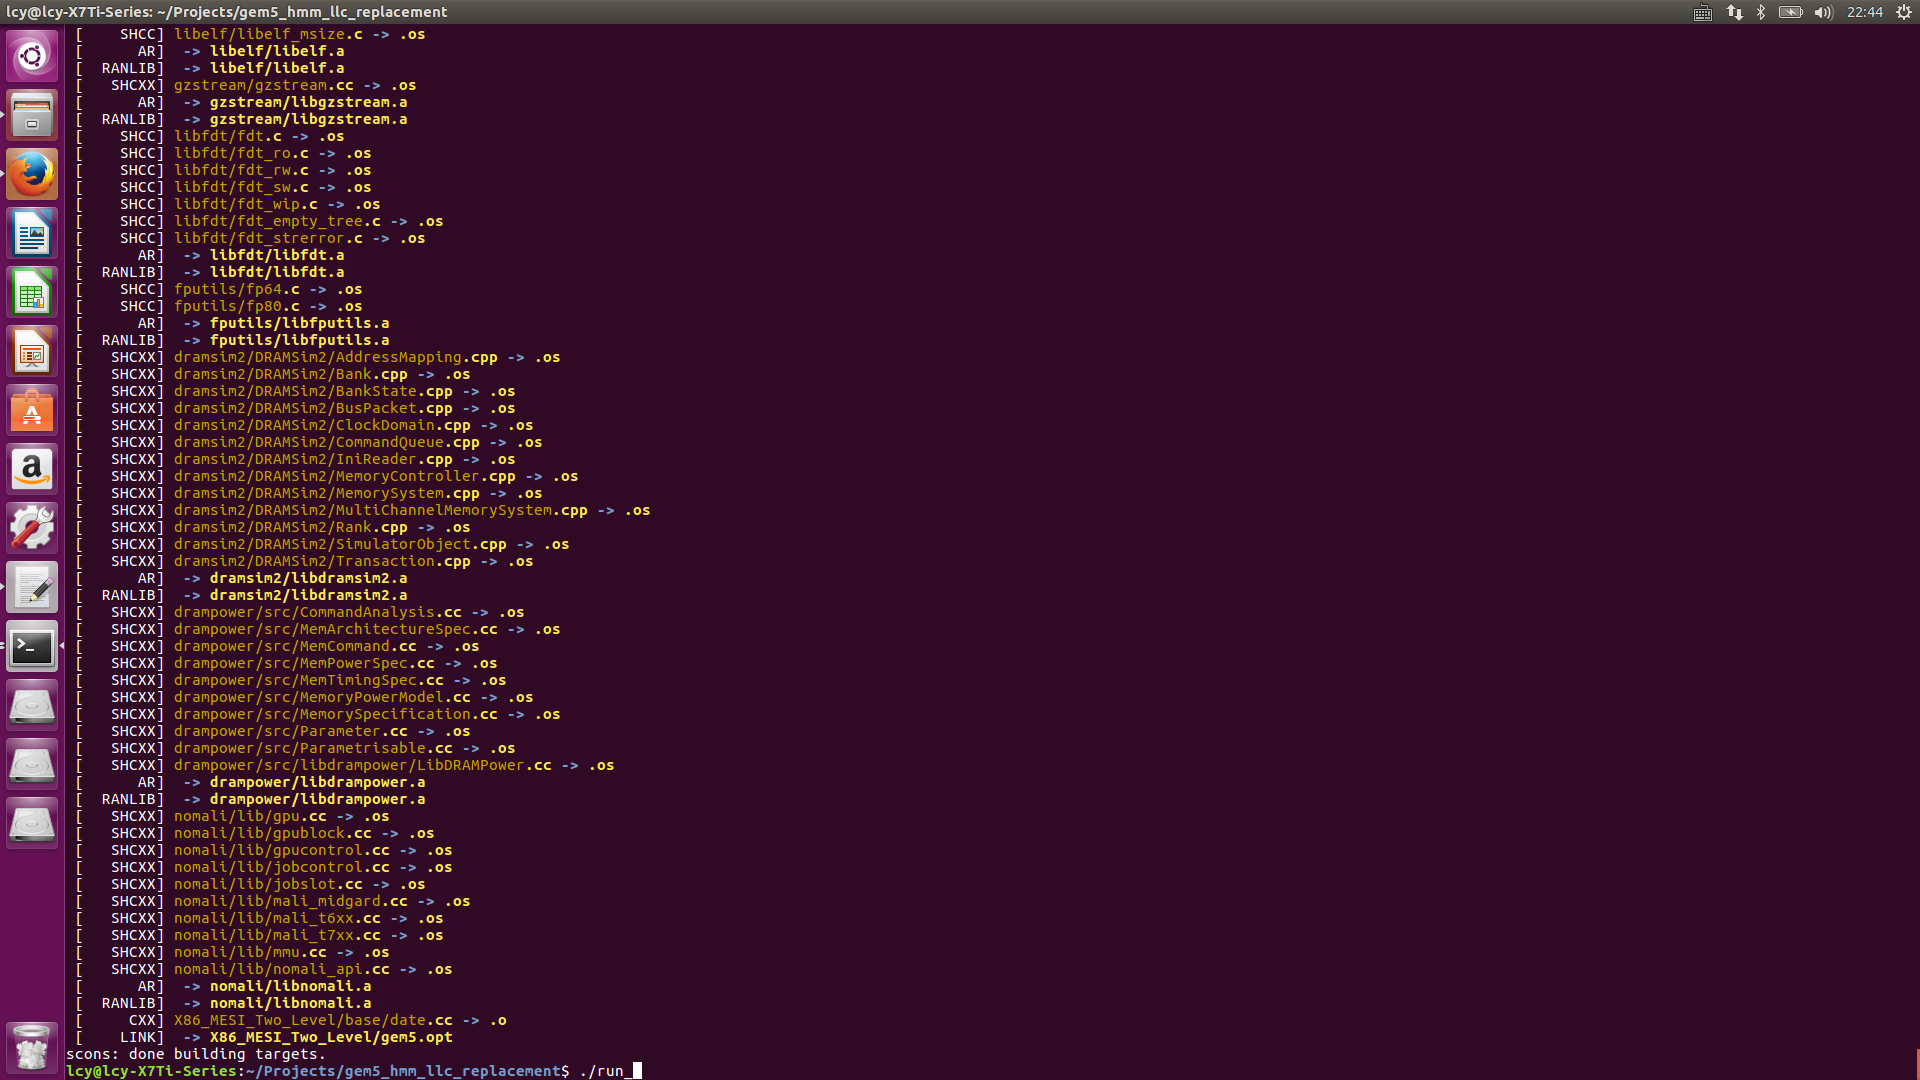 lcy@lcy-X7Ti-Series: ~/Projects/gem5_hmm_llc_replacement 22:44
[    SHCC] libelf/libelf_msize.c -> .os
[      AR]  -> libelf/libelf.a
[  RANLIB]  -> libelf/libelf.a
[   SHCXX] gzstream/gzstream.cc -> .os
[      AR]  -> gzstream/libgzstream.a
[  RANLIB]  -> gzstream/libgzstream.a
[    SHCC] libfdt/fdt.c -> .os
[    SHCC] libfdt/fdt_ro.c -> .os
[    SHCC] libfdt/fdt_rw.c -> .os
[    SHCC] libfdt/fdt_sw.c -> .os
[    SHCC] libfdt/fdt_wip.c -> .os
[    SHCC] libfdt/fdt_empty_tree.c -> .os
[    SHCC] libfdt/fdt_strerror.c -> .os
[      AR]  -> libfdt/libfdt.a
[  RANLIB]  -> libfdt/libfdt.a
[    SHCC] fputils/fp64.c -> .os
[    SHCC] fputils/fp80.c -> .os
[      AR]  -> fputils/libfputils.a
[  RANLIB]  -> fputils/libfputils.a
[   SHCXX] dramsim2/DRAMSim2/AddressMapping.cpp -> .os
[   SHCXX] dramsim2/DRAMSim2/Bank.cpp -> .os
[   SHCXX] dramsim2/DRAMSim2/BankState.cpp -> .os
[   SHCXX] dramsim2/DRAMSim2/BusPacket.cpp -> .os
[   SHCXX] dramsim2/DRAMSim2/ClockDomain.cpp -> .os
[   SHCXX] dramsim2/DRAMSim2/CommandQueue.cpp -> .os
[   SHCXX] dramsim2/DRAMSim2/IniReader.cpp -> .os
[   SHCXX] dramsim2/DRAMSim2/MemoryController.cpp -> .os
[   SHCXX] dramsim2/DRAMSim2/MemorySystem.cpp -> .os
[   SHCXX] dramsim2/DRAMSim2/MultiChannelMemorySystem.cpp -> .os
[   SHCXX] dramsim2/DRAMSim2/Rank.cpp -> .os
[   SHCXX] dramsim2/DRAMSim2/SimulatorObject.cpp -> .os
[   SHCXX] dramsim2/DRAMSim2/Transaction.cpp -> .os
[      AR]  -> dramsim2/libdramsim2.a
[  RANLIB]  -> dramsim2/libdramsim2.a
[   SHCXX] drampower/src/CommandAnalysis.cc -> .os
[   SHCXX] drampower/src/MemArchitectureSpec.cc -> .os
[   SHCXX] drampower/src/MemCommand.cc -> .os
[   SHCXX] drampower/src/MemPowerSpec.cc -> .os
[   SHCXX] drampower/src/MemTimingSpec.cc -> .os
[   SHCXX] drampower/src/MemoryPowerModel.cc -> .os
[   SHCXX] drampower/src/MemorySpecification.cc -> .os
[   SHCXX] drampower/src/Parameter.cc -> .os
[   SHCXX] drampower/src/Parametrisable.cc -> .os
[   SHCXX] drampower/src/libdrampower/LibDRAMPower.cc -> .os
[      AR]  -> drampower/libdrampower.a
[  RANLIB]  -> drampower/libdrampower.a
[   SHCXX] nomali/lib/gpu.cc -> .os
[   SHCXX] nomali/lib/gpublock.cc -> .os
[   SHCXX] nomali/lib/gpucontrol.cc -> .os
[   SHCXX] nomali/lib/jobcontrol.cc -> .os
[   SHCXX] nomali/lib/jobslot.cc -> .os
[   SHCXX] nomali/lib/mali_midgard.cc -> .os
[   SHCXX] nomali/lib/mali_t6xx.cc -> .os
[   SHCXX] nomali/lib/mali_t7xx.cc -> .os
[   SHCXX] nomali/lib/mmu.cc -> .os
[   SHCXX] nomali/lib/nomali_api.cc -> .os
[      AR]  -> nomali/libnomali.a
[  RANLIB]  -> nomali/libnomali.a
[     CXX] X86_MESI_Two_Level/base/date.cc -> .o
[    LINK]  -> X86_MESI_Two_Level/gem5.opt
scons: done building targets.
lcy@lcy-X7Ti-Series:~/Projects/gem5_hmm_llc_replacement$ ./run_